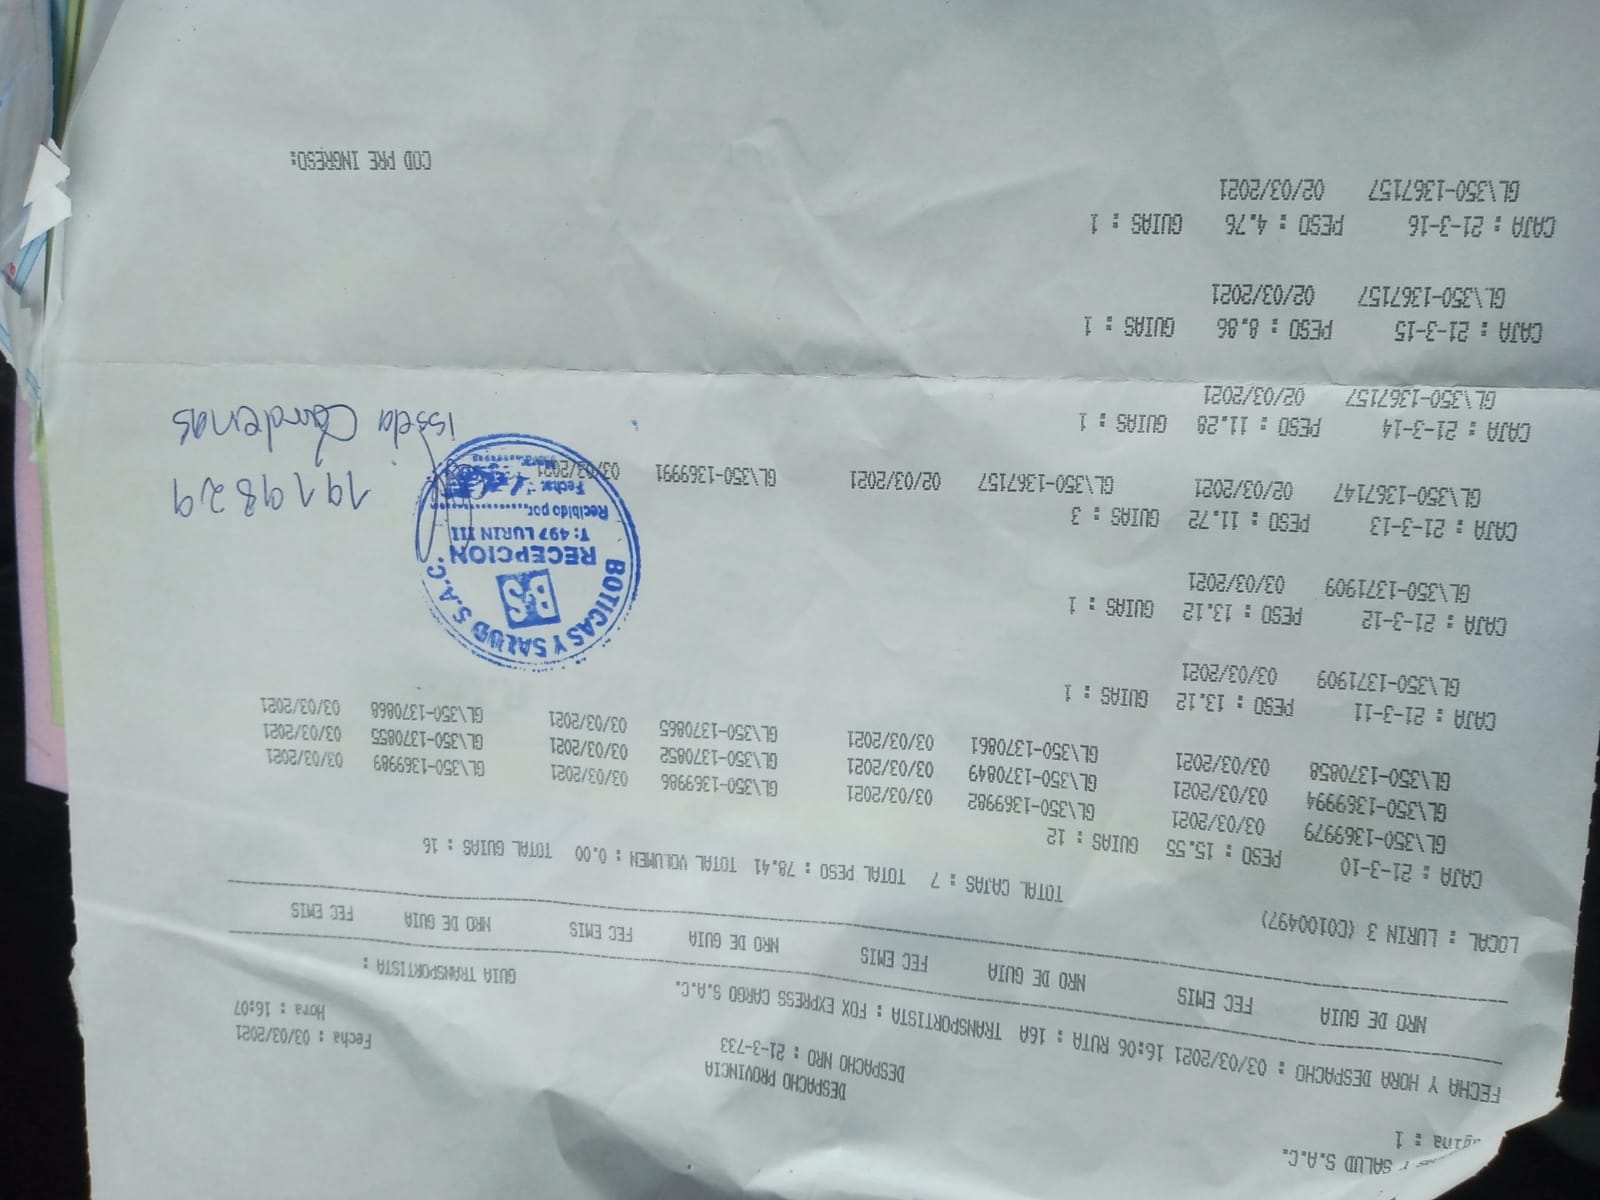 SALUD S.A.C.
gina : 1
DESPACHO PROVINCIA
DESPACHO NRO : 21-3-733
Fecha : 03/03/2021
Hora : 16:07
FECHA Y HORA DESPACHO : 03/03/2021 16:06 RUTA : 16A TRANSPORTISTA : FOX EXPRESS CARGO S.A.C. GUIA TRANSPORTISTA :
NRO DE GUIA FEC EMIS NRO DE GUIA FEC EMIS NRO DE GUIA FEC EMIS NRO DE GUIA FEC EMIS
LOCAL : LURIN 3 (C0100497)
TOTAL CAJAS : 7 TOTAL PESO : 78.41 TOTAL VOLUMEN : 0.00 TOTAL GUIAS : 16
CAJA : 21-3-10 PESO : 15.55 GUIAS : 12
GL\350-1369979 03/03/2021 GL\350-1369982 03/03/2021 GL\350-1369986 03/03/2021 GL\350-1369989 03/03/2021
GL\350-1369994 03/03/2021 GL\350-1370849 03/03/2021 GL\350-1370852 03/03/2021 GL\350-1370855 03/03/2021
GL\350-1370858 03/03/2021 GL\350-1370861 03/03/2021 GL\350-1370865 03/03/2021 GL\350-1370868 03/03/2021
CAJA : 21-3-11 PESO : 13.12 GUIAS : 1
GL\350-1371909 03/03/2021
CAJA : 21-3-12 PESO : 13.12 GUIAS : 1
GL\350-1371909 03/03/2021
CAJA : 21-3-13 PESO : 11.72 GUIAS : 3
GL\350-1367147 02/03/2021 GL\350-1367157 02/03/2021 GL\350-1369991 03/03/2021
CAJA : 21-3-14 PESO : 11.28 GUIAS : 1
GL\350-1367157 02/03/2021
CAJA : 21-3-15 PESO : 8.86 GUIAS : 1
GL\350-1367157 02/03/2021
CAJA : 21-3-16 PESO : 4.76 GUIAS : 1
GL\350-1367157 02/03/2021
COD PRE INGRESO:
BOTICAS Y SALUD S.A.C.
BS
RECEPCION
T: 497 LURIN III
Recibido por
Fecha:
1919829
Issela Cardenas